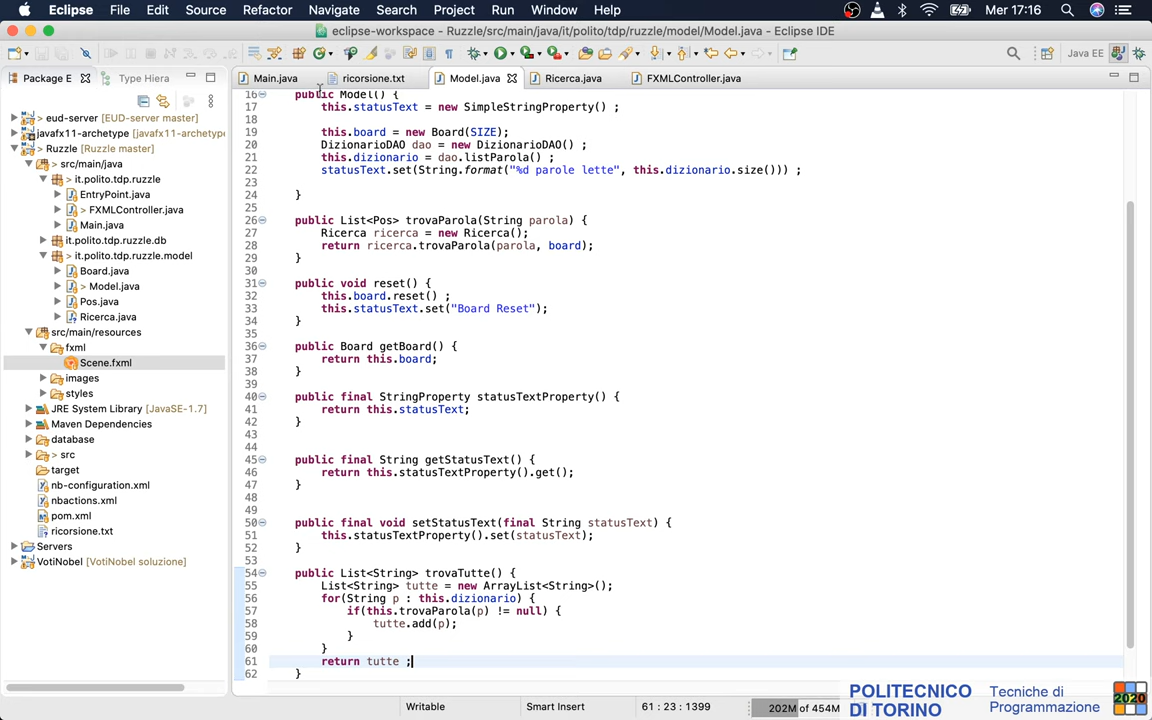 Eclipse File Edit Source Refactor Navigate Search Project Run Window Help Mer 17:16
eclipse-workspace - Ruzzle/src/main/java/it/polito/tdp/ruzzle/model/Model.java - Eclipse IDE
Java EE
Package E Type Hiera
Main.java ricorsione.txt Model.java Ricerca.java FXMLController.java
> eud-server [EUD-server master]
javafx11-archetype [javafx11-archetype
> Ruzzle [Ruzzle master]
> src/main/java
> it.polito.tdp.ruzzle
EntryPoint.java
> FXMLController.java
Main.java
it.polito.tdp.ruzzle.db
> it.polito.tdp.ruzzle.model
Board.java
> Model.java
Pos.java
Ricerca.java
src/main/resources
fxml
Scene.fxml
images
styles
JRE System Library [JavaSE-1.7]
Maven Dependencies
database
> src
target
nb-configuration.xml
nbactions.xml
pom.xml
ricorsione.txt
Servers
VotiNobel [VotiNobel soluzione]
16 public Model() {
17 this.statusText = new SimpleStringProperty() ;
18
19 this.board = new Board(SIZE);
20 DizionarioDAO dao = new DizionarioDAO() ;
21 this.dizionario = dao.listParola() ;
22 statusText.set(String.format("%d parole lette", this.dizionario.size())) ;
23
24 }
25
26 public List<Pos> trovaParola(String parola) {
27 Ricerca ricerca = new Ricerca();
28 return ricerca.trovaParola(parola, board);
29 }
30
31 public void reset() {
32 this.board.reset() ;
33 this.statusText.set("Board Reset");
34 }
35
36 public Board getBoard() {
37 return this.board;
38 }
39
40 public final StringProperty statusTextProperty() {
41 return this.statusText;
42 }
43
44
45 public final String getStatusText() {
46 return this.statusTextProperty().get();
47 }
48
49
50 public final void setStatusText(final String statusText) {
51 this.statusTextProperty().set(statusText);
52 }
53
54 public List<String> trovaTutte() {
55 List<String> tutte = new ArrayList<String>();
56 for(String p : this.dizionario) {
57 if(this.trovaParola(p) != null) {
58 tutte.add(p);
59 }
60 }
61 return tutte ;
62 }
Writable Smart Insert 61 : 23 : 1399 202M of 454M
POLITECNICO
DI TORINO
Tecniche di
Programmazione
2020